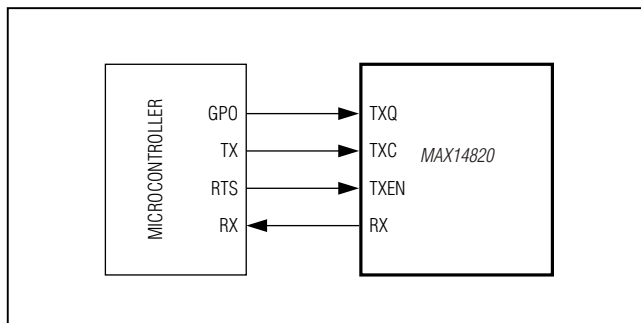 MICROCONTROLLER
GPO
TX
RTS
RX
TXQ
TXC
TXEN
RX
MAX14820